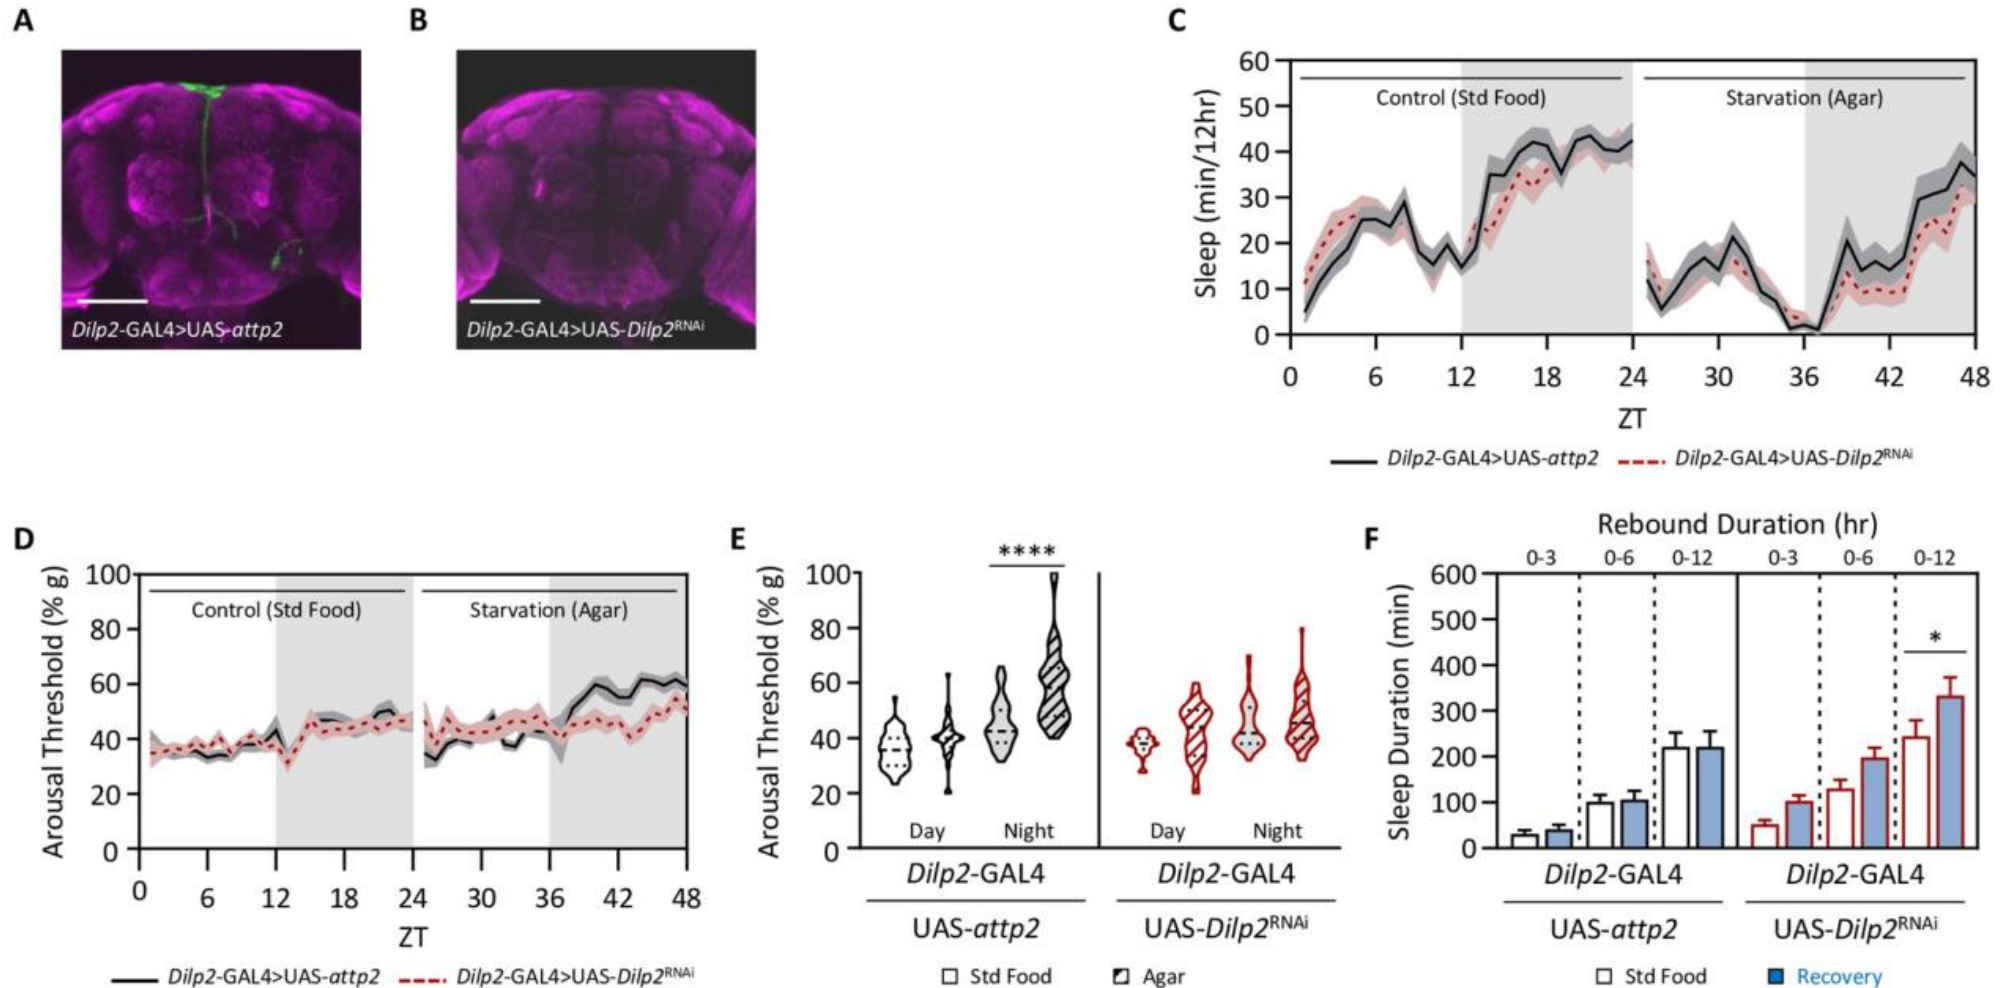 A
B
C
Dilp2-GAL4>UAS-attp2
Dilp2-GAL4>UAS-Dilp2RNAi
Sleep (min/12hr)
60
50
40
30
20
10
0
Control (Std Food)
Starvation (Agar)
0 6 12 18 24 30 36 42 48
ZT
Dilp2-GAL4>UAS-attp2 Dilp2-GAL4>UAS-Dilp2RNAi
D
Arousal Threshold (% g)
100
80
60
40
20
0
Control (Std Food)
Starvation (Agar)
0 6 12 18 24 30 36 42 48
ZT
Dilp2-GAL4>UAS-attp2 Dilp2-GAL4>UAS-Dilp2RNAi
E
Arousal Threshold (% g)
100
80
60
40
20
0
****
Day Night Day Night
Dilp2-GAL4 Dilp2-GAL4
UAS-attp2 UAS-Dilp2RNAi
Std Food Agar
F
Rebound Duration (hr)
0-3 0-6 0-12 0-3 0-6 0-12
Sleep Duration (min)
600
500
400
300
200
100
0
*
Dilp2-GAL4 Dilp2-GAL4
UAS-attp2 UAS-Dilp2RNAi
Std Food Recovery